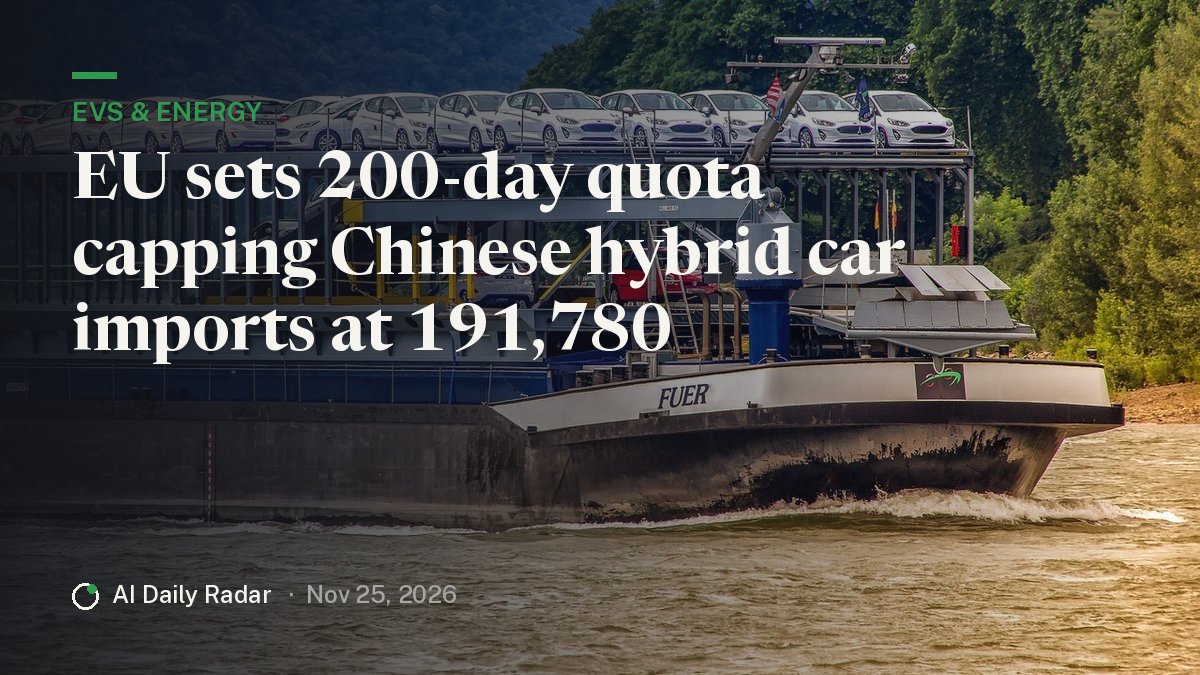 EVS & ENERGY
EU sets 200-day quota
capping Chinese hybrid car
imports at 191,780
FUER
AI Daily Radar · Nov 25, 2026